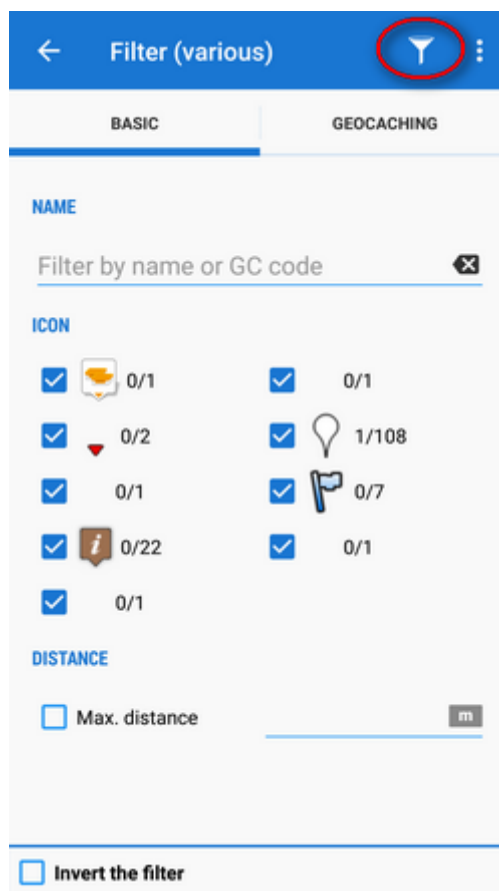 Filter (various)
BASIC GEOCACHING
NAME
Filter by name or GC code
ICON
0/1 0/1
0/2 1/108
0/1 0/7
i 0/22 0/1
0/1
DISTANCE
Max. distance m
Invert the filter